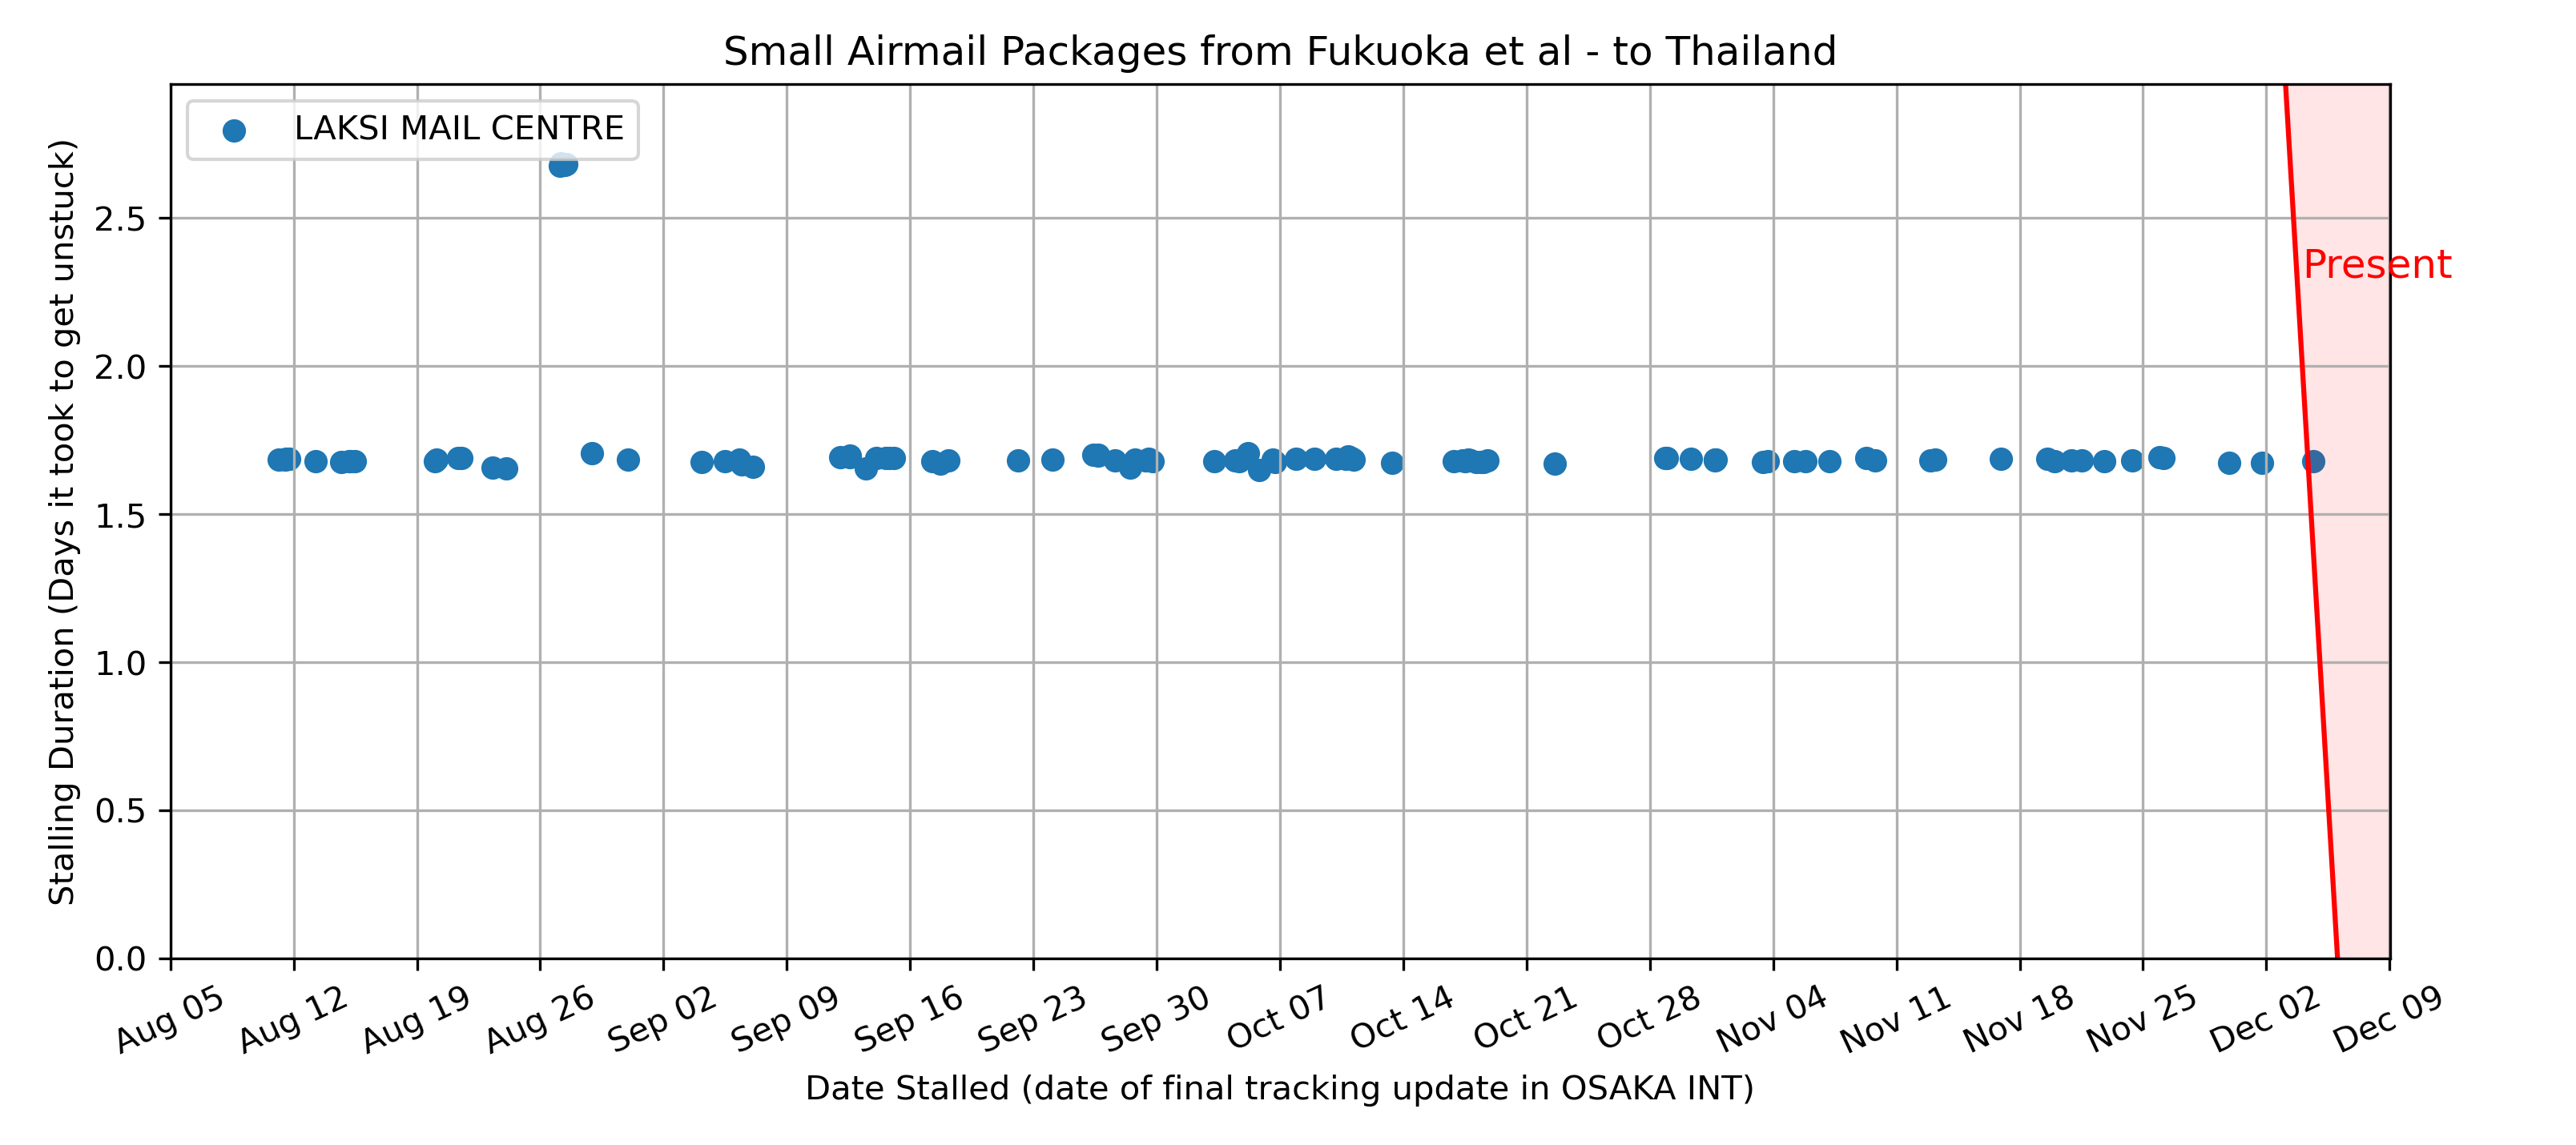 Small Airmail Packages from Fukuoka et al - to Thailand
LAKSI MAIL CENTRE
Stalling Duration (Days it took to get unstuck)
2.5
2.0
1.5
1.0
0.5
0.0
Present
Aug 05 Aug 12 Aug 19 Aug 26 Sep 02 Sep 09 Sep 16 Sep 23 Sep 30 Oct 07 Oct 14 Oct 21 Oct 28 Nov 04 Nov 11 Nov 18 Nov 25 Dec 02 Dec 09
Date Stalled (date of final tracking update in OSAKA INT)